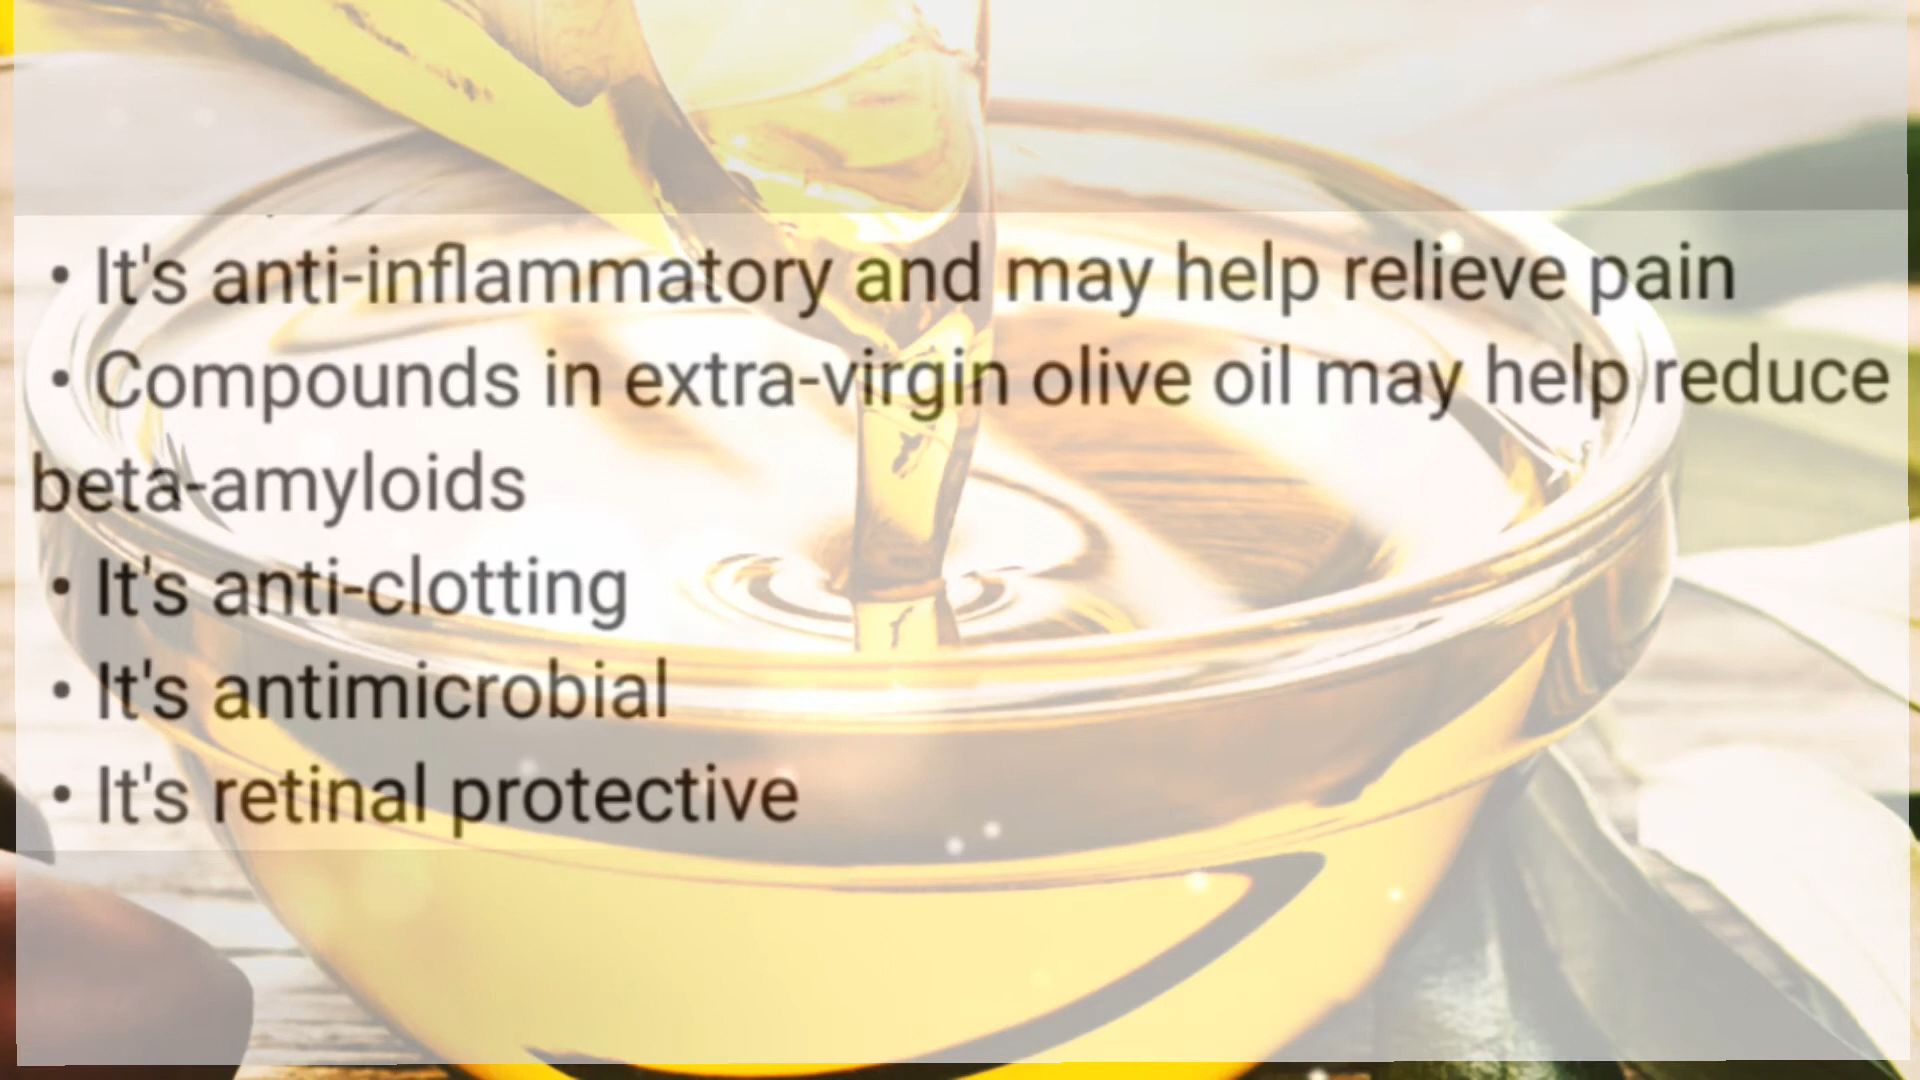 • It's anti-inflammatory and may help relieve pain
• Compounds in extra-virgin olive oil may help reduce
beta-amyloids
• It's anti-clotting
• It's antimicrobial
• It's retinal protective